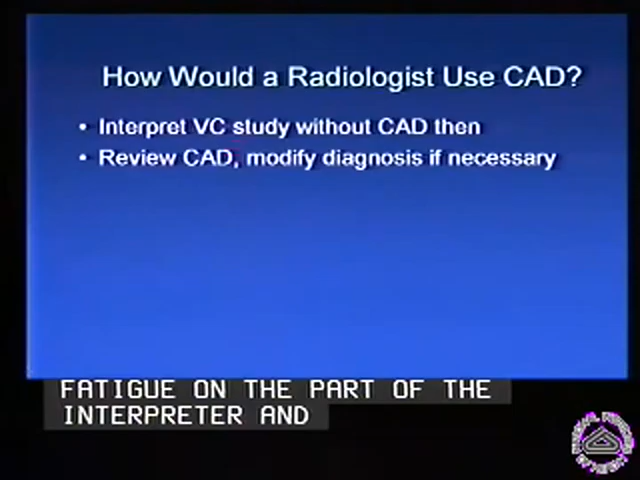 How Would a Radiologist Use CAD?
• Interpret VC study without CAD then
• Review CAD, modify diagnosis if necessary
FATIGUE ON THE PART OF THE
INTERPRETER AND